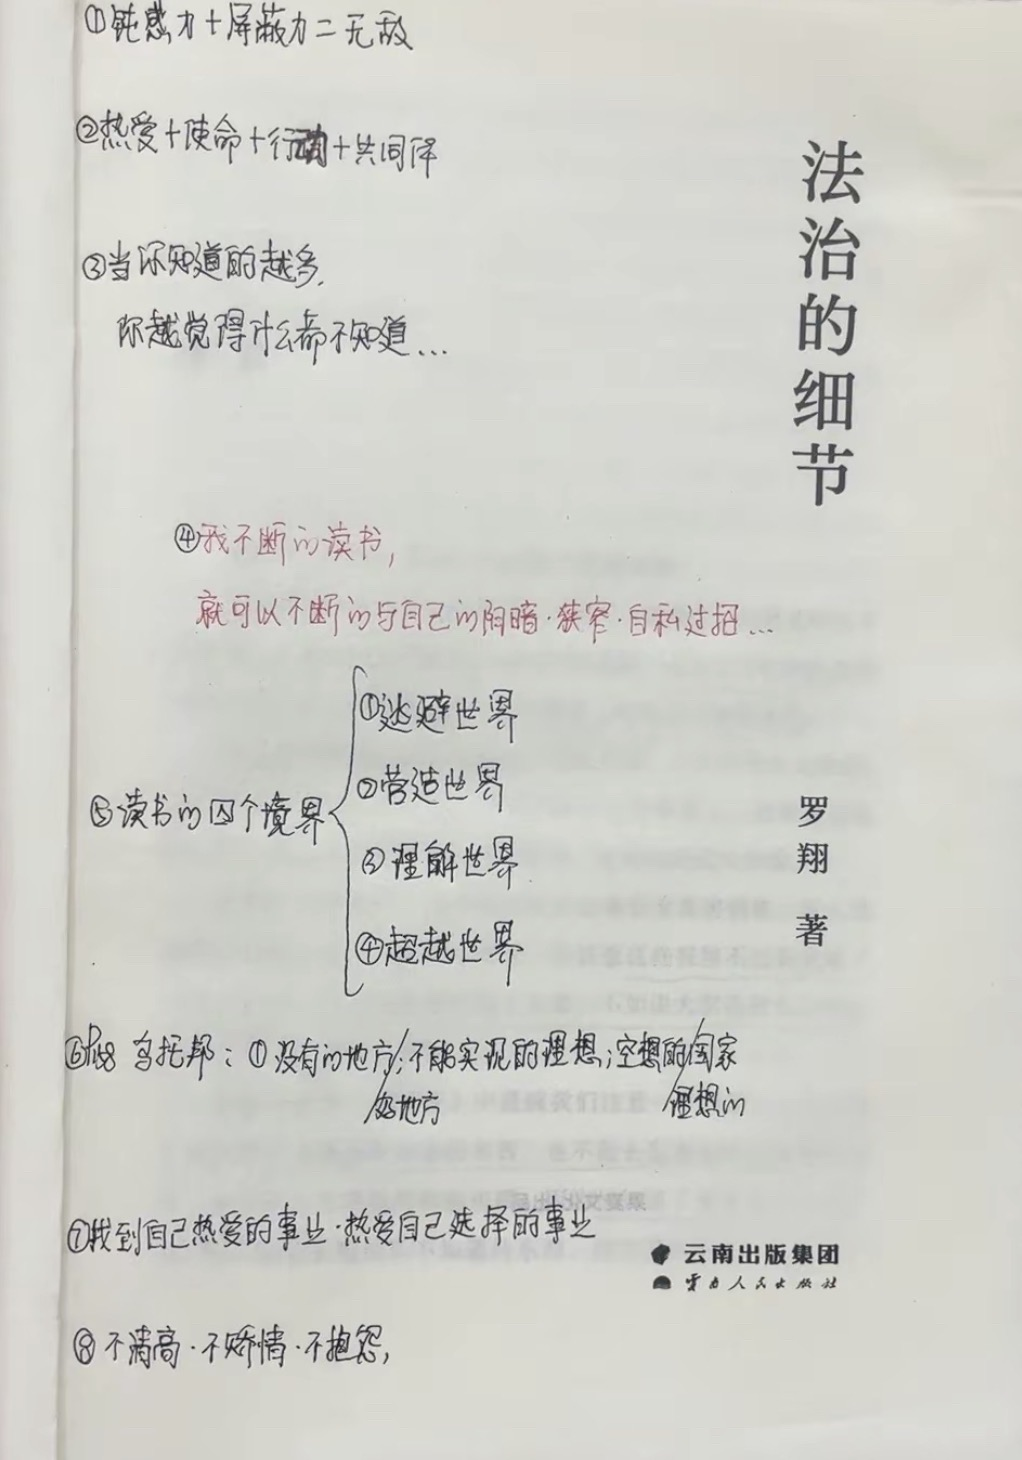 ①钝感力+屏蔽力=无敌
②热爱+使命+行动+共同体
③当你知道的越多,
你越觉得什么都不知道...
④我不断的读书,
就可以不断的与自己的阴暗·狭窄·自私过招...
⑤读书的四个境界
①逃避世界
②营造世界
③理解世界
④超越世界
⑥P158 乌托邦:①没有的地方;不能实现的理想;空想的国家
好地方
理想的
⑦找到自己热爱的事业·热爱自己选择的事业
⑧不清高·不矫情·不抱怨,
法治的细节
罗翔 著
云南出版集团
云南人民出版社